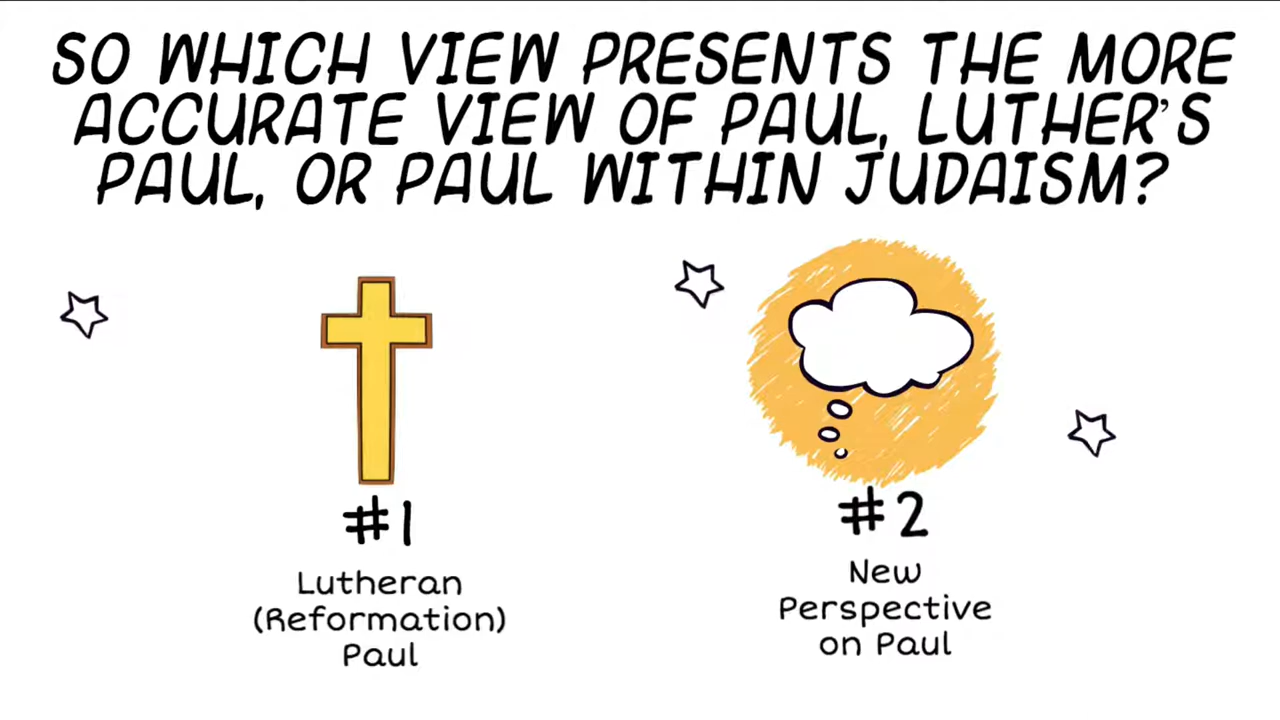 SO WHICH VIEW PRESENTS THE MORE
ACCURATE VIEW OF PAUL, LUTHER'S
PAUL, OR PAUL WITHIN JUDAISM?
#1
Lutheran
(Reformation)
Paul
#2
New
Perspective
on Paul